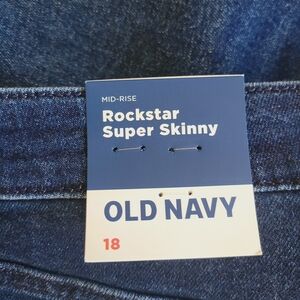 MID-RISE
Rockstar
Super Skinny
OLD NAVY
18